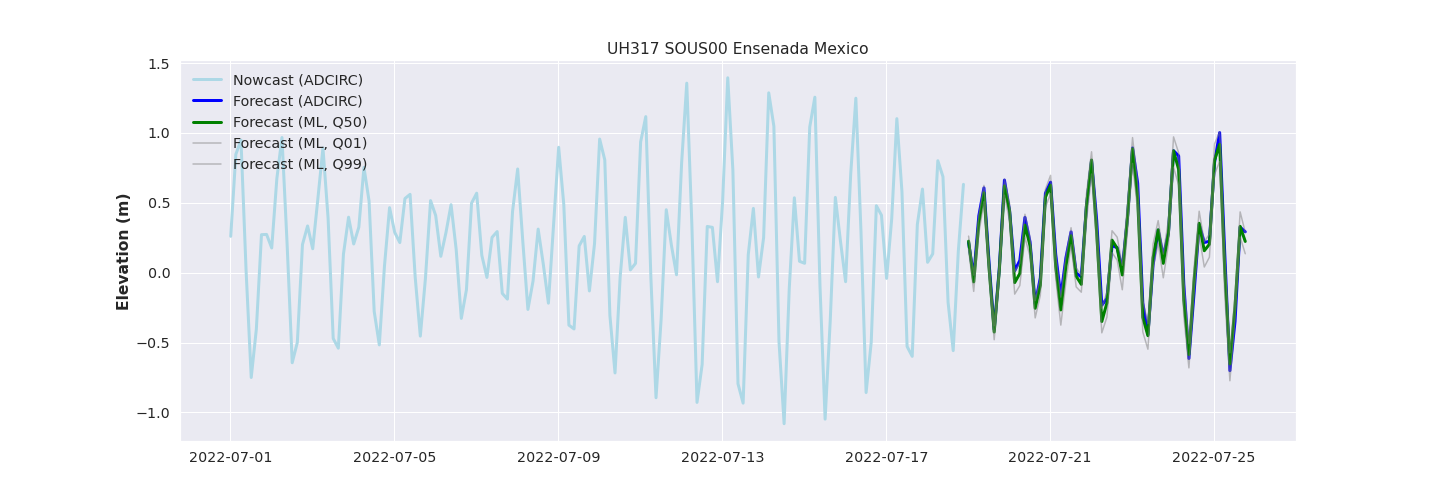 UH317 SOUS00 Ensenada Mexico
1.5
1.0
0.5
0.0
−0.5
−1.0
Elevation (m)
Nowcast (ADCIRC)
Forecast (ADCIRC)
Forecast (ML, Q50)
Forecast (ML, Q01)
Forecast (ML, Q99)
2022-07-01 2022-07-05 2022-07-09 2022-07-13 2022-07-17 2022-07-21 2022-07-25